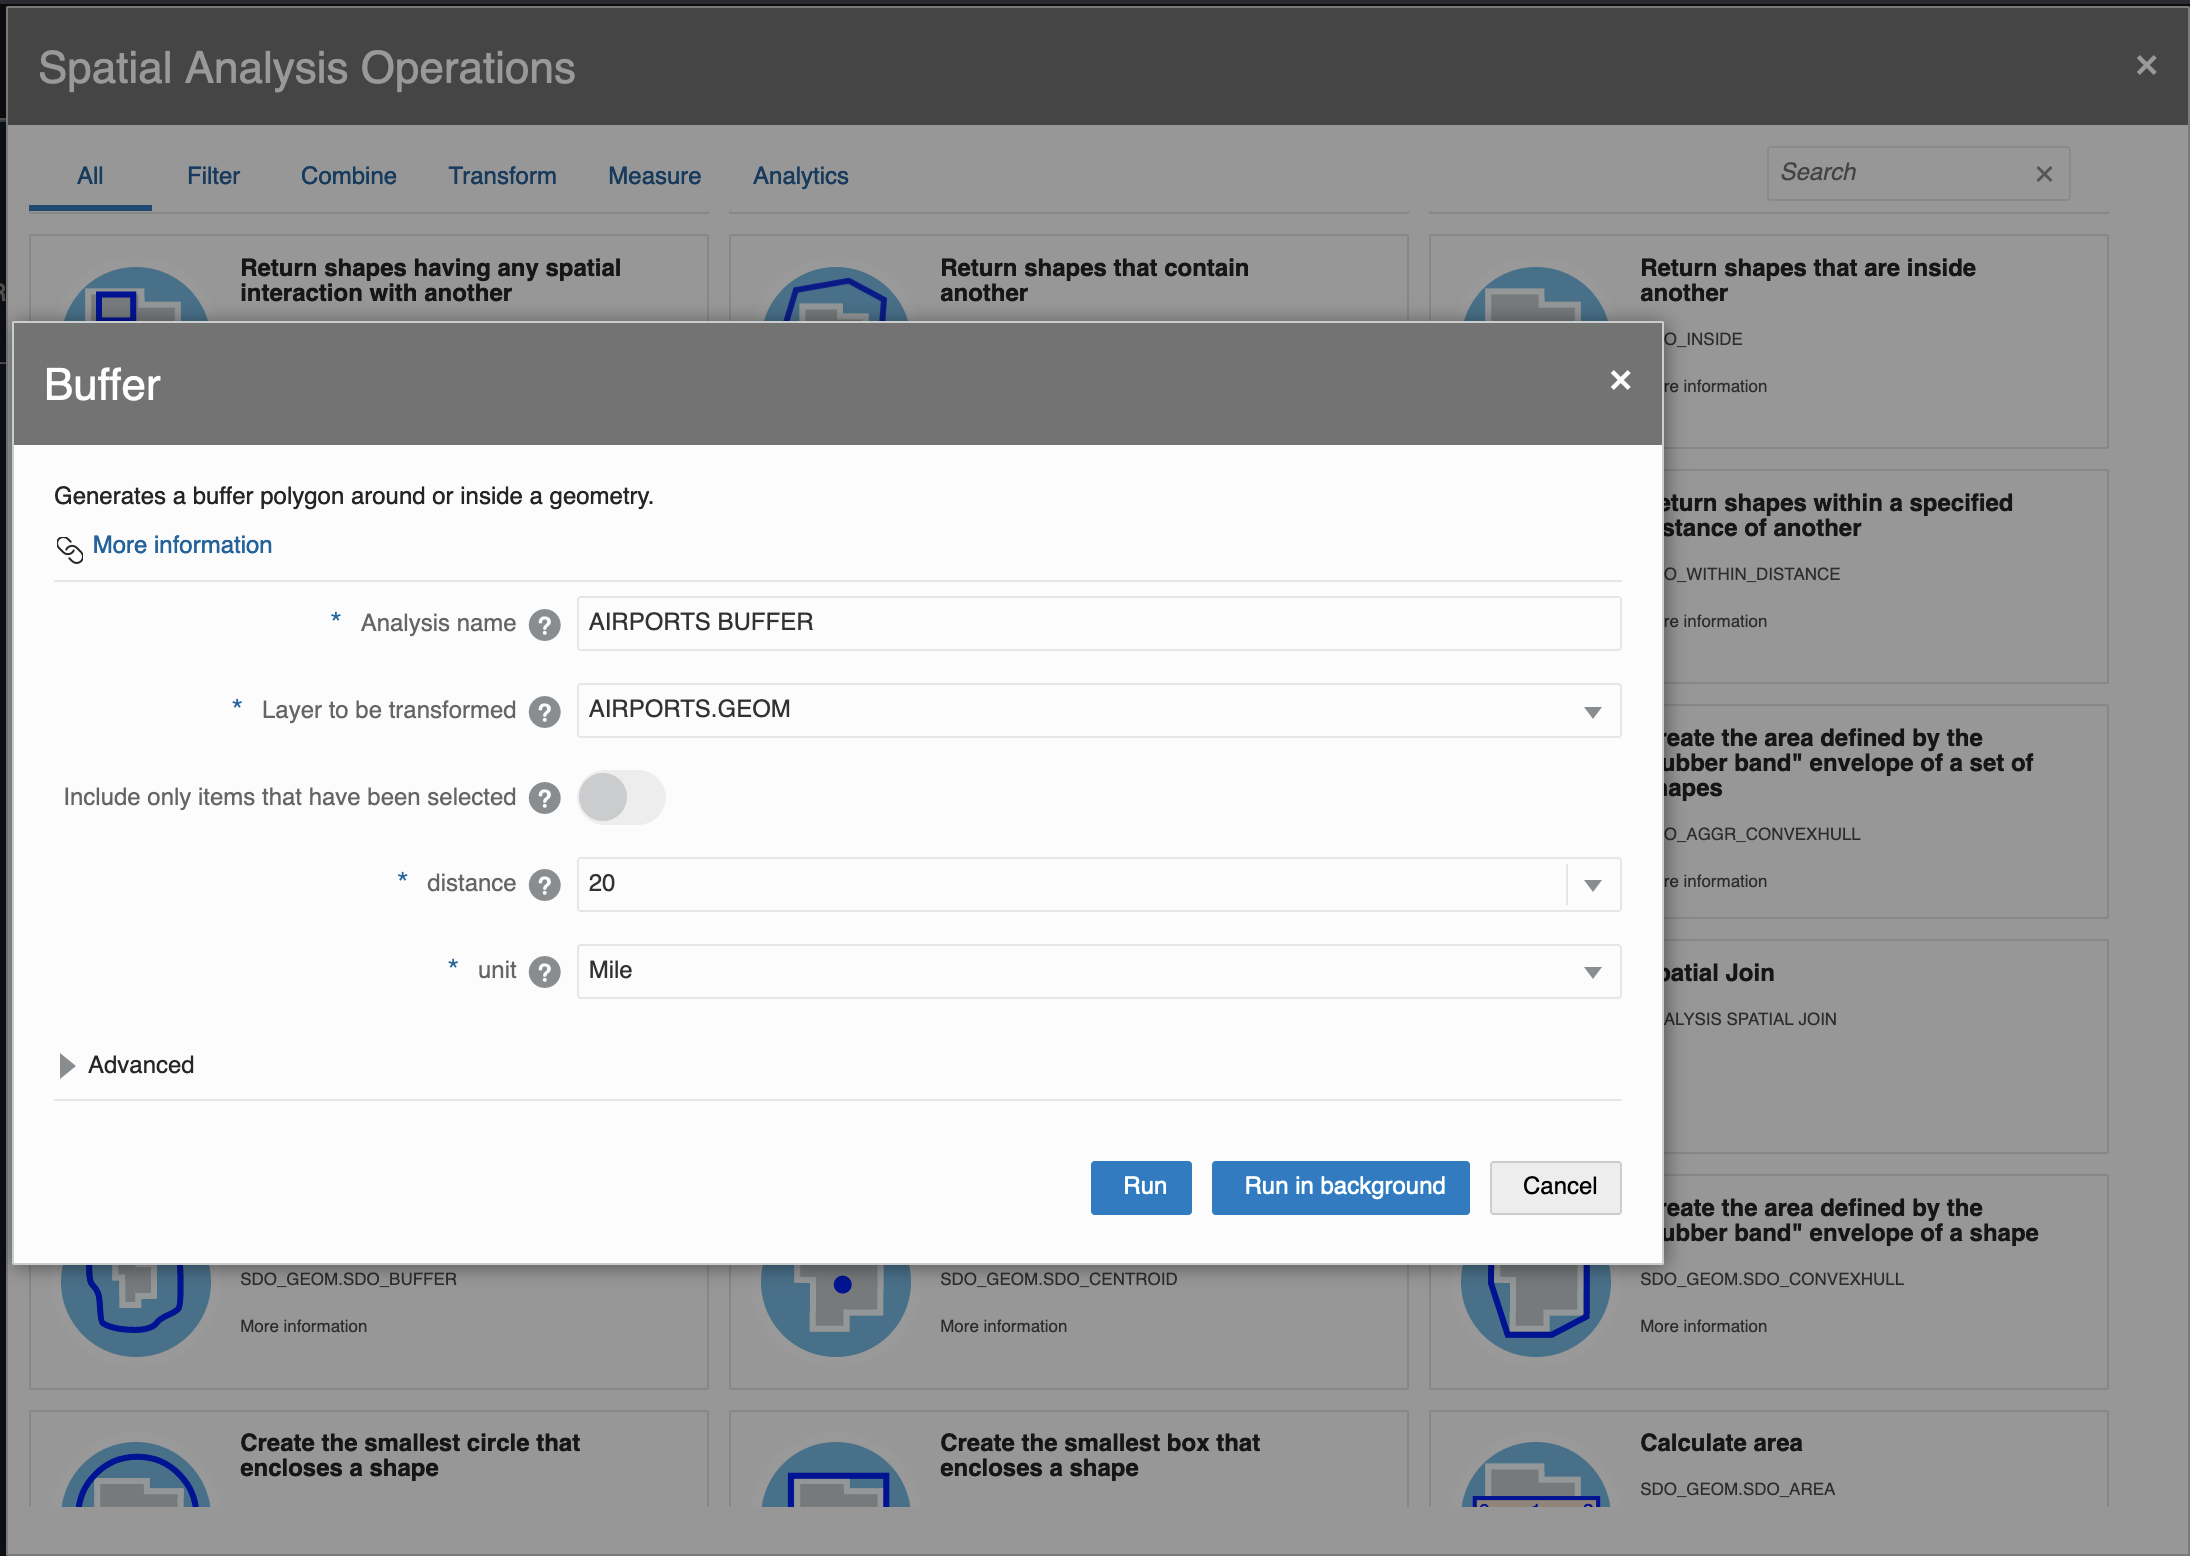 Spatial Analysis Operations
All
Filter
Combine
Transform
Measure
Analytics
Search
Return shapes having any spatial
interaction with another
Return shapes that contain
another
Return shapes that are inside
another
O_INSIDE
re information
Buffer
Generates a buffer polygon around or inside a geometry.
More information
* Analysis name ? AIRPORTS BUFFER
* Layer to be transformed ? AIRPORTS.GEOM
Include only items that have been selected ?
* distance ? 20
* unit ? Mile
Advanced
Run
Run in background
Cancel
eturn shapes within a specified
stance of another
O_WITHIN_DISTANCE
re information
reate the area defined by the
ubber band" envelope of a set of
apes
O_AGGR_CONVEXHULL
re information
patial Join
ALYSIS SPATIAL JOIN
reate the area defined by the
ubber band" envelope of a shape
SDO_GEOM.SDO_BUFFER
More information
SDO_GEOM.SDO_CENTROID
More information
SDO_GEOM.SDO_CONVEXHULL
More information
Create the smallest circle that
encloses a shape
Create the smallest box that
encloses a shape
Calculate area
SDO_GEOM.SDO_AREA